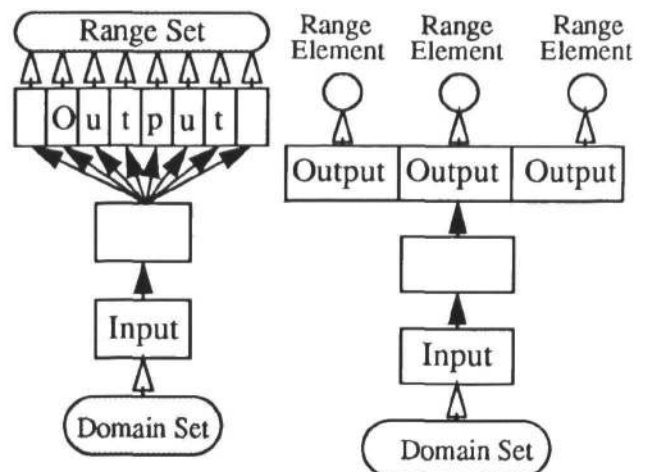 Range Set
O u t p u t
Input
Domain Set
Range Element
Range Element
Range Element
Output Output Output
Input
Domain Set